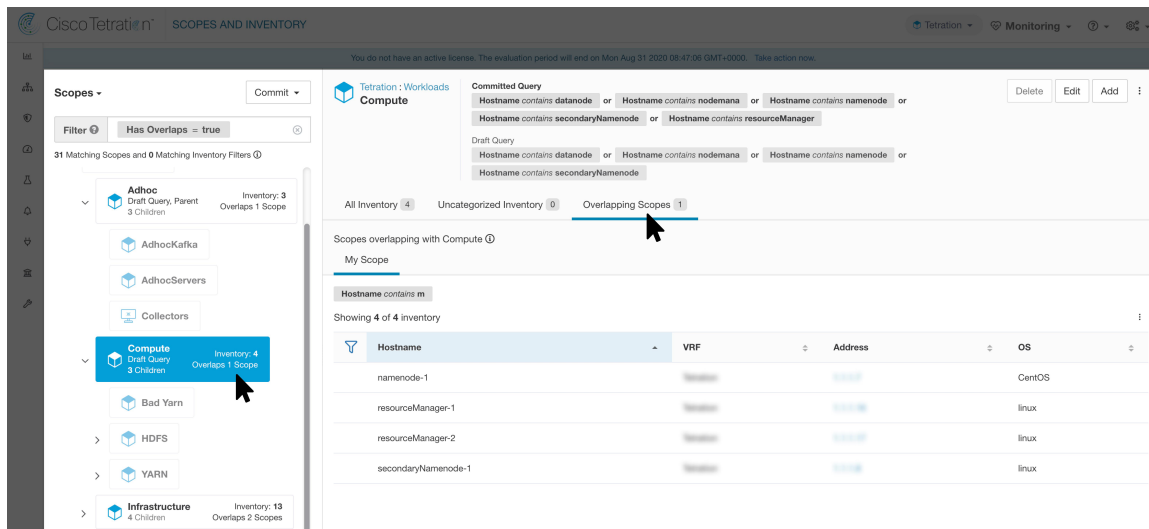 Cisco Tetration SCOPES AND INVENTORY Tetration Monitoring
You do not have an active license. The evaluation period will end on Mon Aug 31 2020 08:47:06 GMT+0000. Take action now.
Scopes
Commit
Filter Has Overlaps = true
31 Matching Scopes and 0 Matching Inventory Filters
Adhoc
Draft Query, Parent
3 Children
Inventory: 3
Overlaps 1 Scope
AdhocKafka
AdhocServers
Collectors
Compute
Draft Query
3 Children
Inventory: 4
Overlaps 1 Scope
Bad Yarn
HDFS
YARN
Infrastructure
4 Children
Inventory: 13
Overlaps 2 Scopes
Tetration : Workloads
Compute
Committed Query
Hostname contains datanode or Hostname contains nodemana or Hostname contains namenode or
Hostname contains secondaryNamenode or Hostname contains resourceManager
Draft Query
Hostname contains datanode or Hostname contains nodemana or Hostname contains namenode or
Hostname contains secondaryNamenode
Delete Edit Add
All Inventory 4 Uncategorized Inventory 0 Overlapping Scopes 1
Scopes overlapping with Compute
My Scope
Hostname contains m
Showing 4 of 4 inventory
Hostname VRF Address OS
namenode-1 CentOS
resourceManager-1 linux
resourceManager-2 linux
secondaryNamenode-1 linux